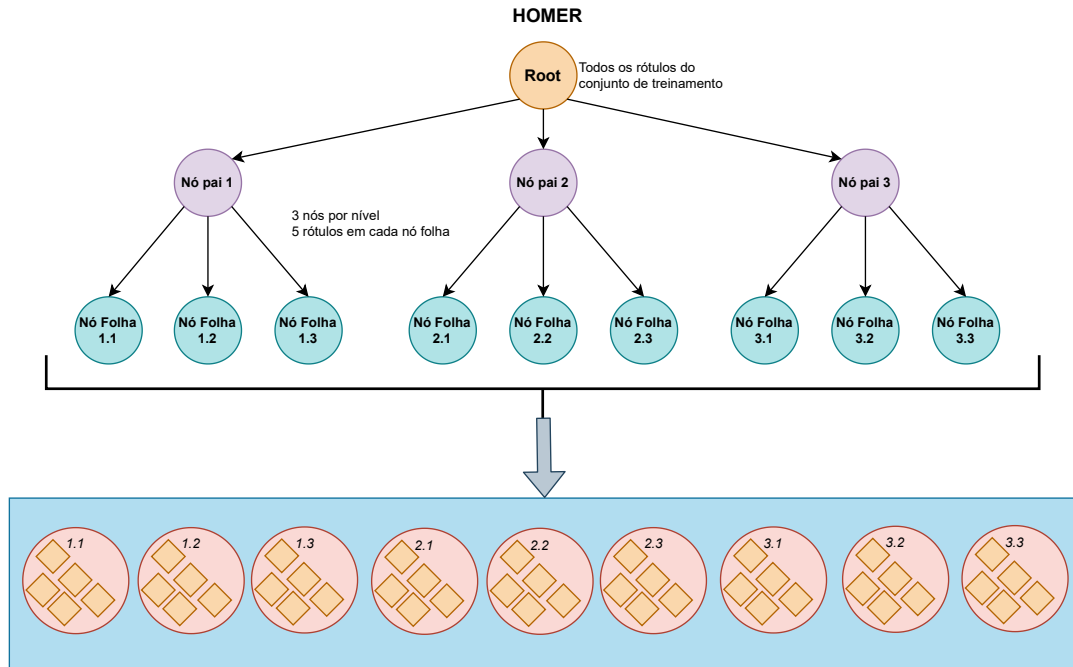 HOMER
Root
Todos os rótulos do
conjunto de treinamento
Nó pai 1
Nó pai 2
Nó pai 3
3 nós por nível
5 rótulos em cada nó folha
Nó Folha
1.1
Nó Folha
1.2
Nó Folha
1.3
Nó Folha
2.1
Nó Folha
2.2
Nó Folha
2.3
Nó Folha
3.1
Nó Folha
3.2
Nó Folha
3.3
1.1
1.2
1.3
2.1
2.2
2.3
3.1
3.2
3.3